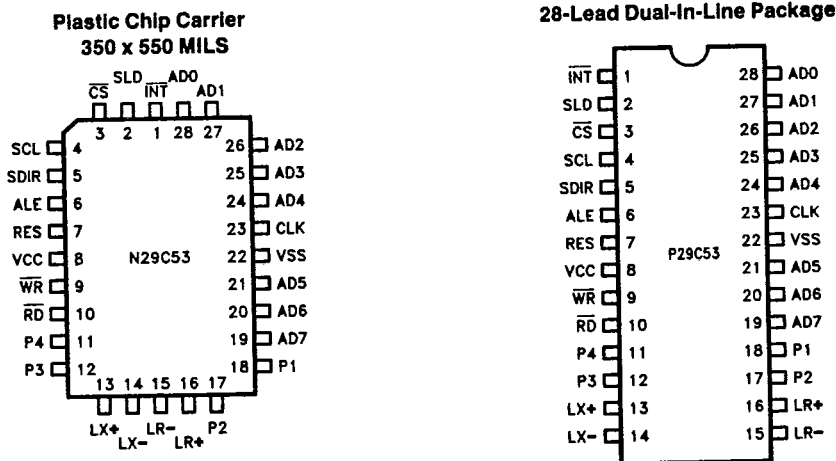 Plastic Chip Carrier
350 x 550 MILS
SLD AD0
CS INT AD1
3 2 1 28 27
SCL 4 26 AD2
SDIR 5 25 AD3
ALE 6 24 AD4
RES 7 23 CLK
VCC 8 N29C53 22 VSS
WR 9 21 AD5
RD 10 20 AD6
P4 11 19 AD7
P3 12 18 P1
13 14 15 16 17
LX+ LR- P2
LX- LR+
28-Lead Dual-In-Line Package
INT 1 28 AD0
SLD 2 27 AD1
CS 3 26 AD2
SCL 4 25 AD3
SDIR 5 24 AD4
ALE 6 23 CLK
RES 7 P29C53 22 VSS
VCC 8 21 AD5
WR 9 20 AD6
RD 10 19 AD7
P4 11 18 P1
P3 12 17 P2
LX+ 13 16 LR+
LX- 14 15 LR-